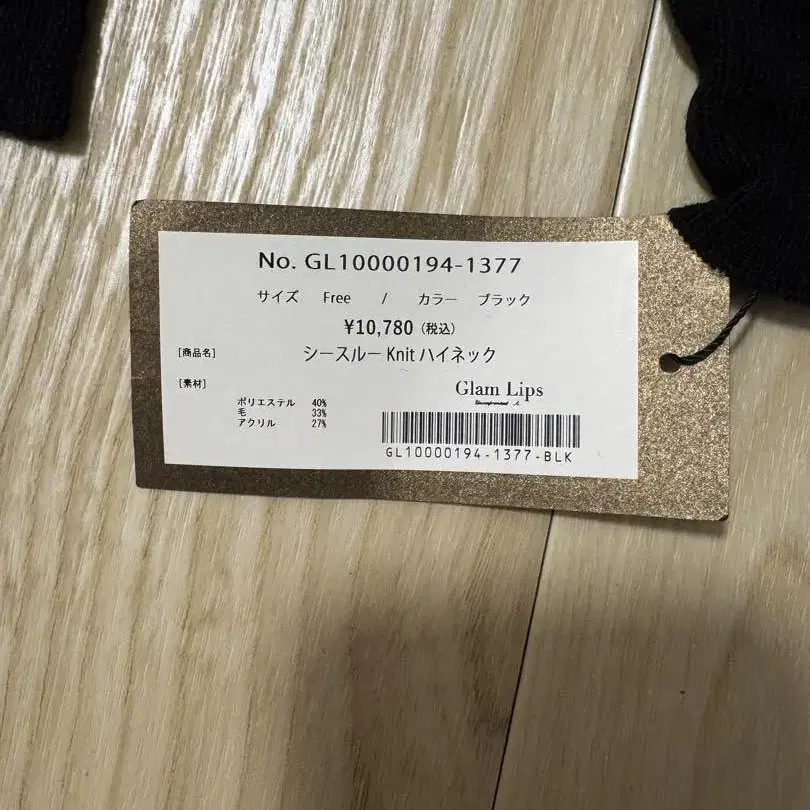 No. GL10000194-1377
サイズ Free / カラー ブラック
¥10,780 (税込)
[商品名] シースルー Knit ハイネック
[素材]
ポリエステル 40%
毛 33%
アクリル 27%
Glam Lips
GL10000194-1377-BLK